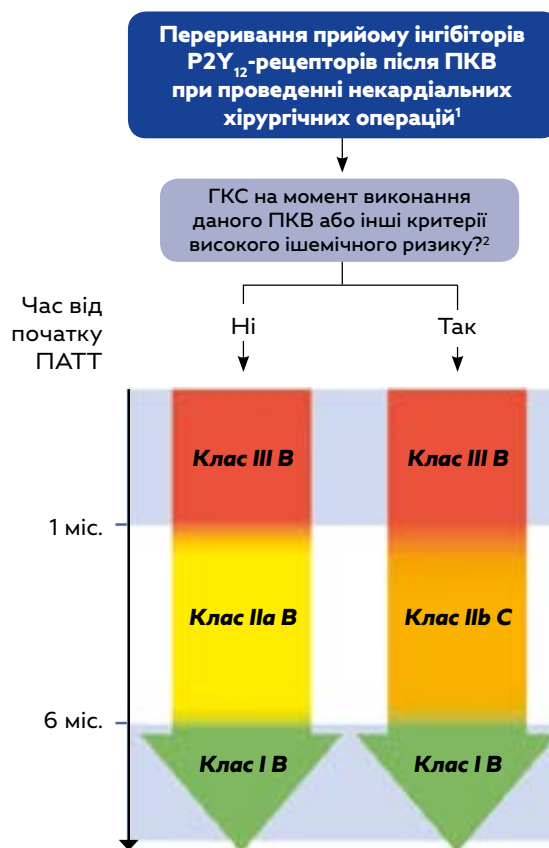 Переривання прийому інгібіторів
P2Y₁₂-рецепторів після ПКВ
при проведенні некардіальних
хірургічних операцій¹
ГКС на момент виконання
даного ПКВ або інші критерії
високого ішемічного ризику?²
Час від
початку
ПАТТ
Ні
Так
Клас III B
Клас III B
1 міс.
Клас IIa B
Клас IIb C
6 міс.
Клас I B
Клас I B